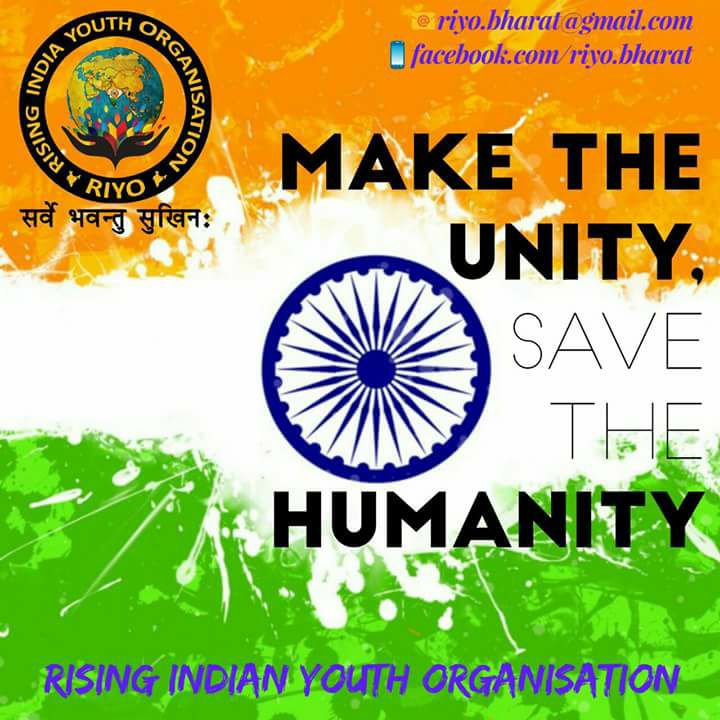 RISING INDIA YOUTH ORGANISATION
RIYO
सर्वे भवन्तु सुखिनः
@ riyo.bharat@gmail.com
facebook.com/riyo.bharat
MAKE THE
UNITY,
SAVE
THE
HUMANITY
RISING INDIAN YOUTH ORGANISATION